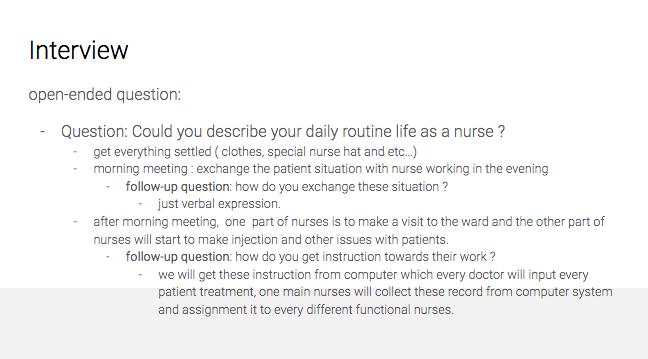 Interview
open-ended question:
- Question: Could you describe your daily routine life as a nurse ?
- get everything settled ( clothes, special nurse hat and etc...)
- morning meeting : exchange the patient situation with nurse working in the evening
- follow-up question: how do you exchange these situation ?
- just verbal expression.
- after morning meeting, one part of nurses is to make a visit to the ward and the other part of
nurses will start to make injection and other issues with patients.
- follow-up question: how do you get instruction towards their work ?
- we will get these instruction from computer which every doctor will input every
patient treatment, one main nurses will collect these record from computer system
and assignment it to every different functional nurses.